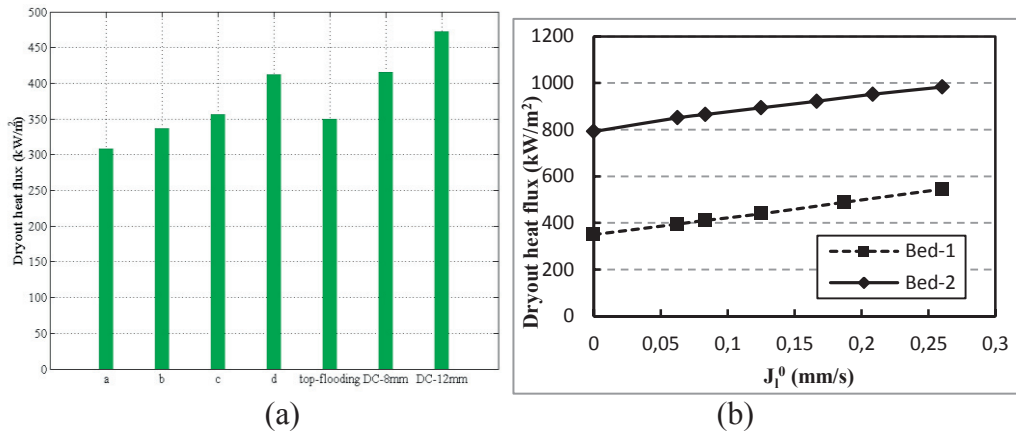 500
450
400
350
300
250
200
150
100
50
0
Dryout heat flux (kW/m²)
a b c d top-flooding DC-8mm DC-12mm
(a)
1200
1000
800
600
400
200
0
Dryout heat flux (kW/m²)
Bed-1
Bed-2
0 0,05 0,1 0,15 0,2 0,25 0,3
Jₗ⁰ (mm/s)
(b)